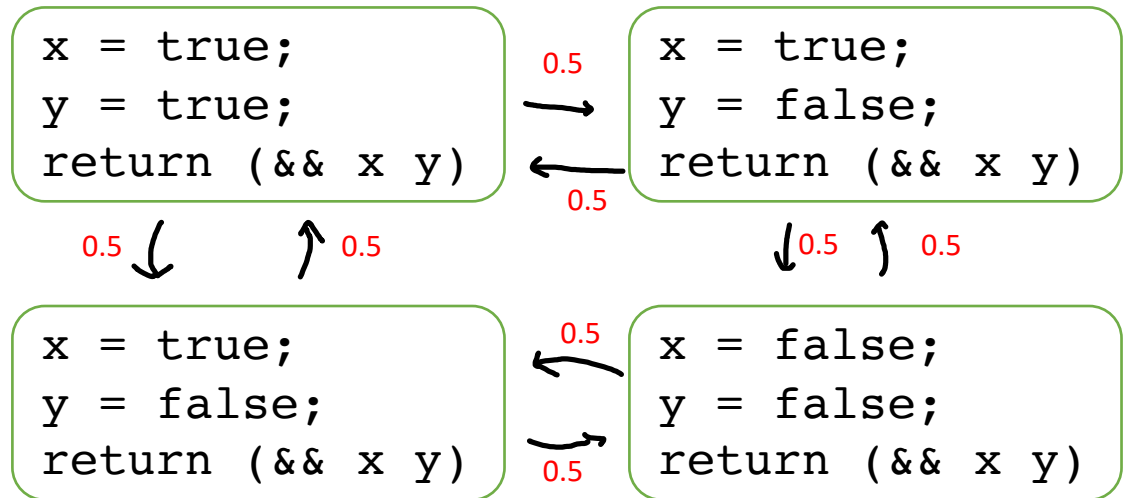 x = true;
y = true;
return (&& x y)
0.5
0.5
x = true;
y = false;
return (&& x y)
0.5
0.5
0.5
0.5
x = true;
y = false;
return (&& x y)
0.5
0.5
x = false;
y = false;
return (&& x y)